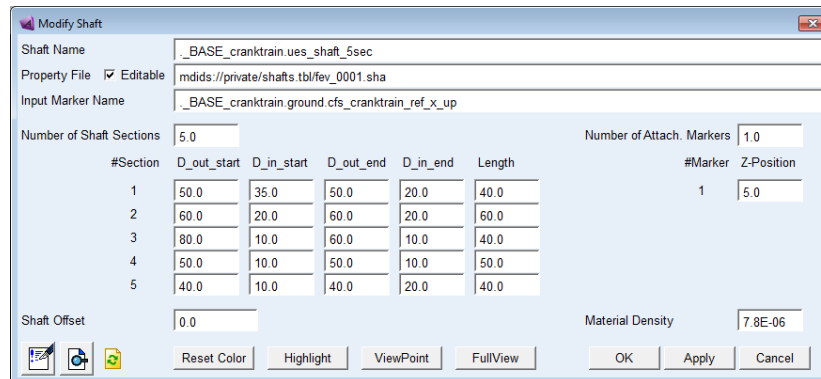 Modify Shaft
Shaft Name ._BASE_cranktrain.ues_shaft_5sec
Property File Editable mdids://private/shafts.tbl/fev_0001.sha
Input Marker Name ._BASE_cranktrain.ground.cfs_cranktrain_ref_x_up
Number of Shaft Sections 5.0 Number of Attach. Markers 1.0
#Section D_out_start D_in_start D_out_end D_in_end Length #Marker Z-Position
1 50.0 35.0 50.0 20.0 40.0 1 5.0
2 60.0 20.0 60.0 20.0 60.0
3 80.0 10.0 60.0 10.0 40.0
4 50.0 10.0 50.0 10.0 50.0
5 40.0 10.0 40.0 20.0 40.0
Shaft Offset 0.0 Material Density 7.8E-06
Reset Color Highlight ViewPoint FullView OK Apply Cancel